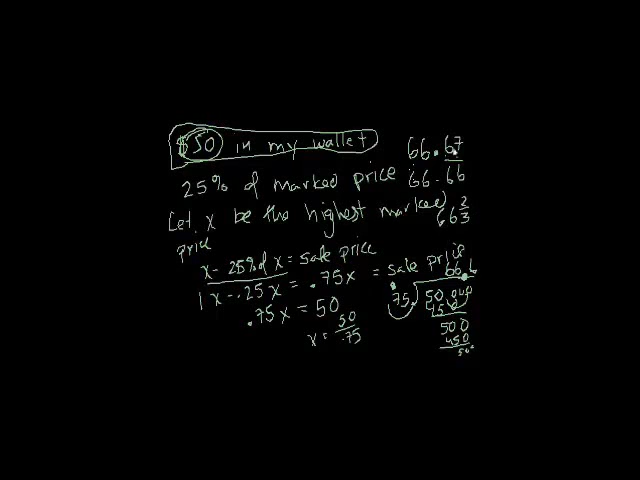 $50 in my wallet 66.67
25% of marked price 66.66
Let x be the highest marked 66 2/3
price
x - 25% of x = sale price
1x - .25x = .75x = sale price
.75x = 50
x = 50/.75
66.6
.75 50.000
450
500
450
500